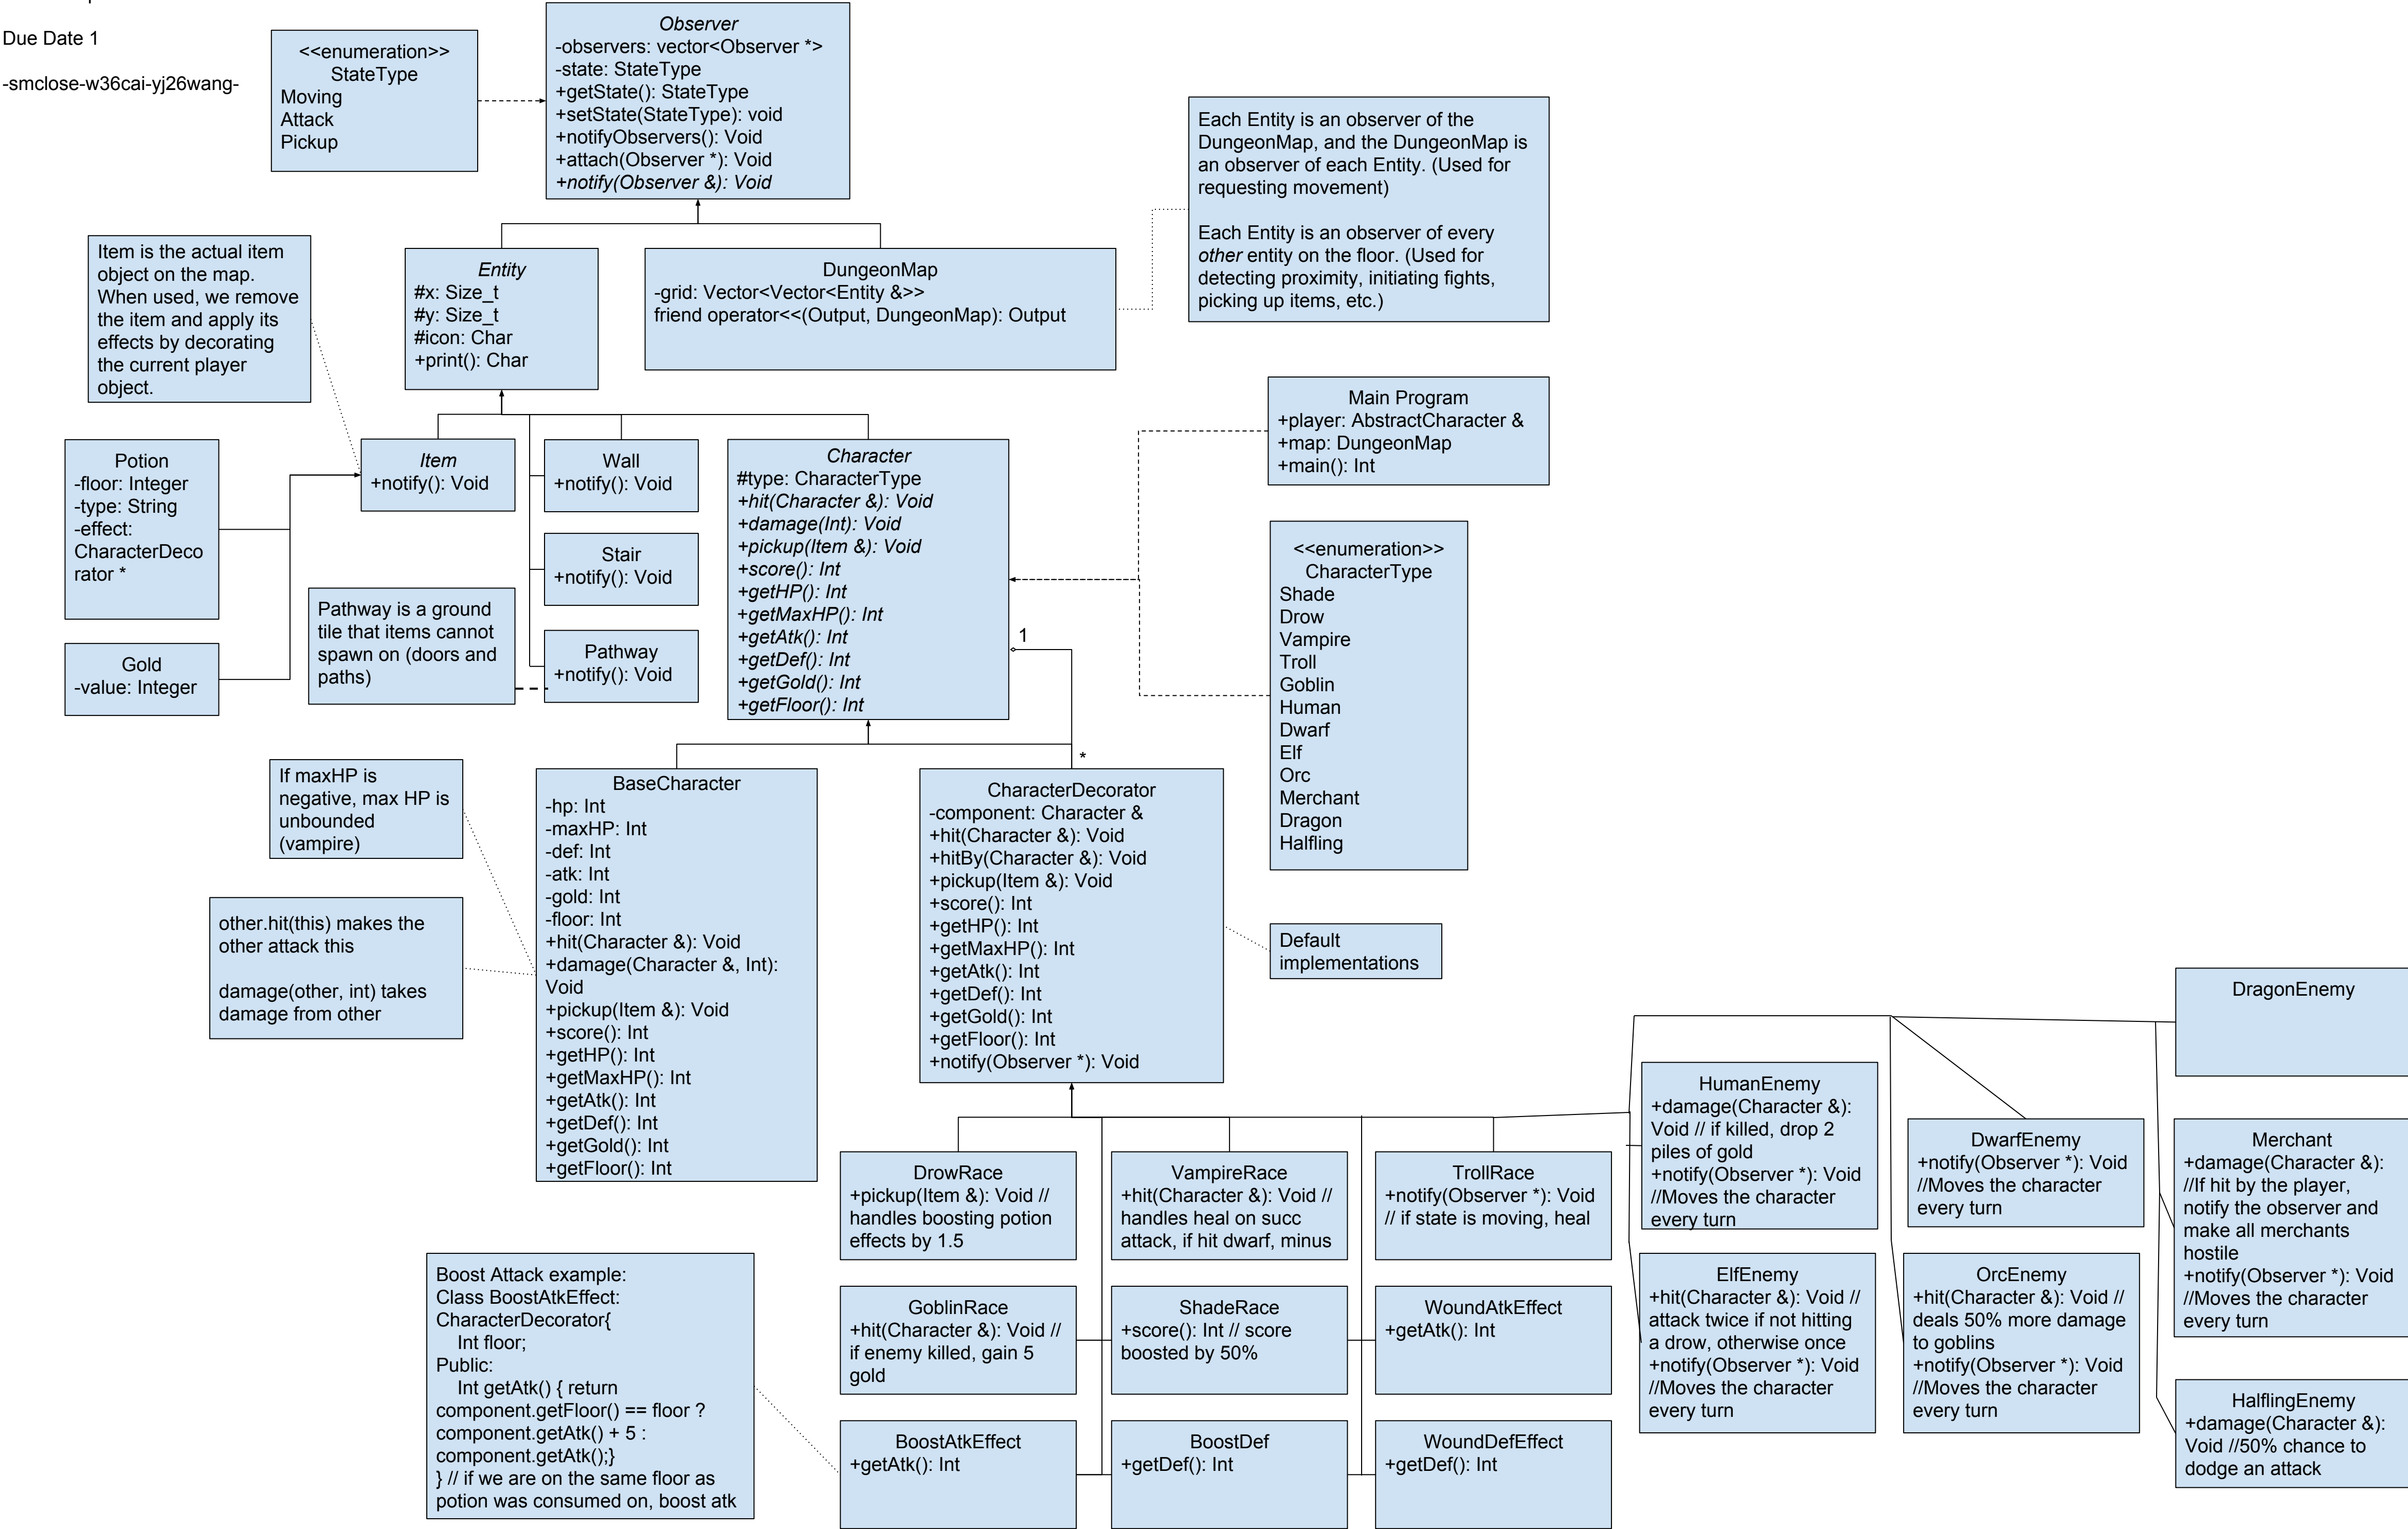 Due Date 1
-smclose-w36cai-yj26wang-
<<enumeration>>
StateType
Moving
Attack
Pickup
Observer
-observers: vector<Observer *>
-state: StateType
+getState(): StateType
+setState(StateType): void
+notifyObservers(): Void
+attach(Observer *): Void
+notify(Observer &): Void
Each Entity is an observer of the
DungeonMap, and the DungeonMap is
an observer of each Entity. (Used for
requesting movement)
Each Entity is an observer of every
other entity on the floor. (Used for
detecting proximity, initiating fights,
picking up items, etc.)
Item is the actual item
object on the map.
When used, we remove
the item and apply its
effects by decorating
the current player
object.
Entity
#x: Size_t
#y: Size_t
#icon: Char
+print(): Char
DungeonMap
-grid: Vector<Vector<Entity &>>
friend operator<<(Output, DungeonMap): Output
Main Program
+player: AbstractCharacter &
+map: DungeonMap
+main(): Int
Potion
-floor: Integer
-type: String
-effect:
CharacterDeco
rator *
Item
+notify(): Void
Wall
+notify(): Void
Stair
+notify(): Void
Pathway is a ground
tile that items cannot
spawn on (doors and
paths)
Pathway
+notify(): Void
Gold
-value: Integer
Character
#type: CharacterType
+hit(Character &): Void
+damage(Int): Void
+pickup(Item &): Void
+score(): Int
+getHP(): Int
+getMaxHP(): Int
+getAtk(): Int
+getDef(): Int
+getGold(): Int
+getFloor(): Int
1
*
<<enumeration>>
CharacterType
Shade
Drow
Vampire
Troll
Goblin
Human
Dwarf
Elf
Orc
Merchant
Dragon
Halfling
If maxHP is
negative, max HP is
unbounded
(vampire)
other.hit(this) makes the
other attack this
damage(other, int) takes
damage from other
BaseCharacter
-hp: Int
-maxHP: Int
-def: Int
-atk: Int
-gold: Int
-floor: Int
+hit(Character &): Void
+damage(Character &, Int):
Void
+pickup(Item &): Void
+score(): Int
+getHP(): Int
+getMaxHP(): Int
+getAtk(): Int
+getDef(): Int
+getGold(): Int
+getFloor(): Int
CharacterDecorator
-component: Character &
+hit(Character &): Void
+hitBy(Character &): Void
+pickup(Item &): Void
+score(): Int
+getHP(): Int
+getMaxHP(): Int
+getAtk(): Int
+getDef(): Int
+getGold(): Int
+getFloor(): Int
+notify(Observer *): Void
Default
implementations
DragonEnemy
HumanEnemy
+damage(Character &):
Void // if killed, drop 2
piles of gold
+notify(Observer *): Void
//Moves the character
every turn
DwarfEnemy
+notify(Observer *): Void
//Moves the character
every turn
Merchant
+damage(Character &):
//If hit by the player,
notify the observer and
make all merchants
hostile
+notify(Observer *): Void
//Moves the character
every turn
DrowRace
+pickup(Item &): Void //
handles boosting potion
effects by 1.5
VampireRace
+hit(Character &): Void //
handles heal on succ
attack, if hit dwarf, minus
TrollRace
+notify(Observer *): Void
// if state is moving, heal
ElfEnemy
+hit(Character &): Void //
attack twice if not hitting
a drow, otherwise once
+notify(Observer *): Void
//Moves the character
every turn
OrcEnemy
+hit(Character &): Void //
deals 50% more damage
to goblins
+notify(Observer *): Void
//Moves the character
every turn
HalflingEnemy
+damage(Character &):
Void //50% chance to
dodge an attack
Boost Attack example:
Class BoostAtkEffect:
CharacterDecorator{
Int floor;
Public:
Int getAtk() { return
component.getFloor() == floor ?
component.getAtk() + 5 :
component.getAtk();}
} // if we are on the same floor as
potion was consumed on, boost atk
GoblinRace
+hit(Character &): Void //
if enemy killed, gain 5
gold
ShadeRace
+score(): Int // score
boosted by 50%
WoundAtkEffect
+getAtk(): Int
BoostAtkEffect
+getAtk(): Int
BoostDef
+getDef(): Int
WoundDefEffect
+getDef(): Int